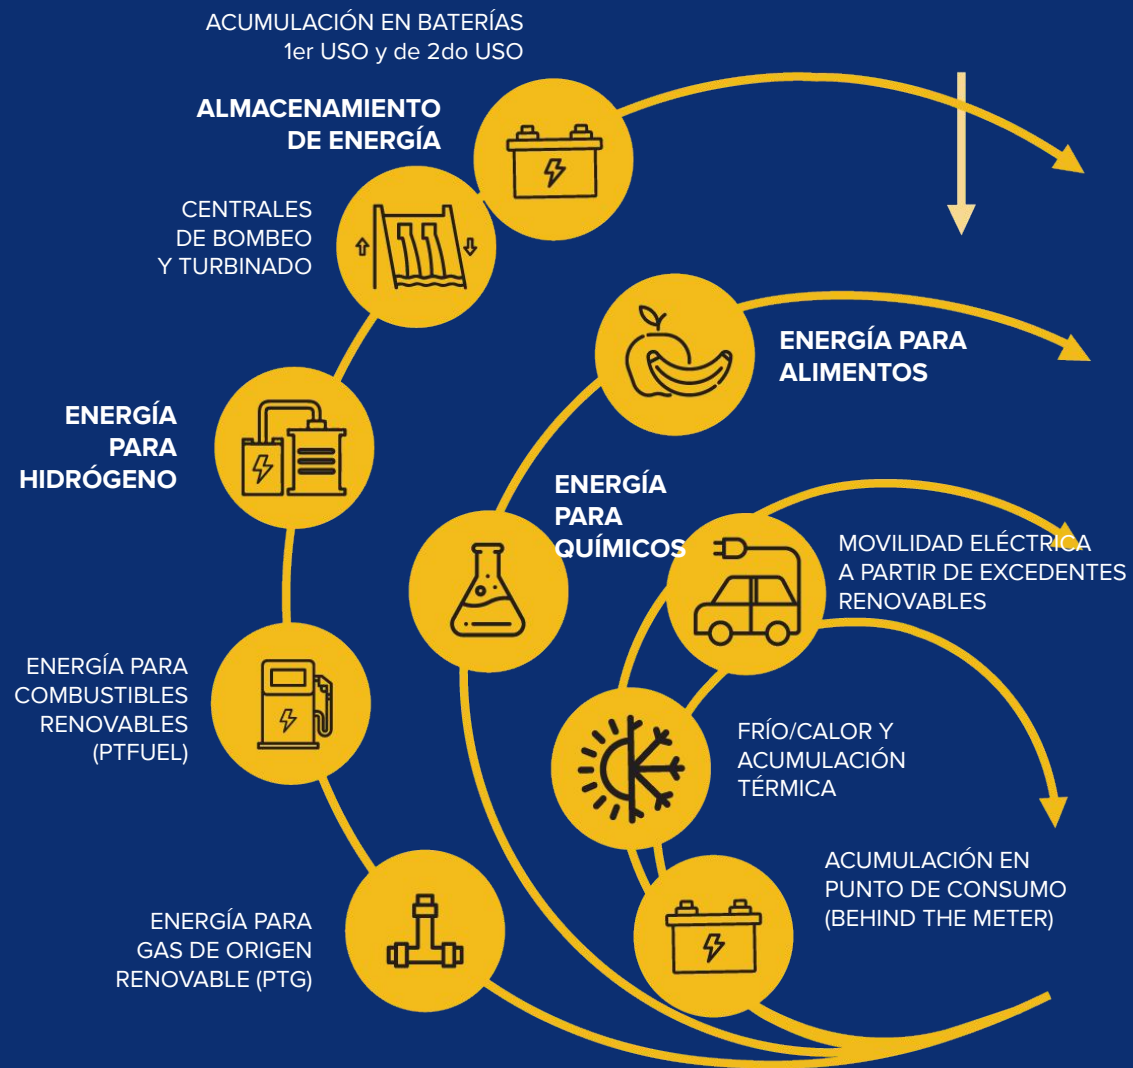 ACUMULACIÓN EN BATERÍAS
1er USO y de 2do USO
ALMACENAMIENTO
DE ENERGÍA
CENTRALES
DE BOMBEO
Y TURBINADO
ENERGÍA PARA
ALIMENTOS
ENERGÍA
PARA
HIDRÓGENO
ENERGÍA
PARA
QUÍMICOS
MOVILIDAD ELÉCTRICA
A PARTIR DE EXCEDENTES
RENOVABLES
ENERGÍA PARA
COMBUSTIBLES
RENOVABLES
(PTFUEL)
FRÍO/CALOR Y
ACUMULACIÓN
TÉRMICA
ACUMULACIÓN EN
PUNTO DE CONSUMO
(BEHIND THE METER)
ENERGÍA PARA
GAS DE ORIGEN
RENOVABLE (PTG)